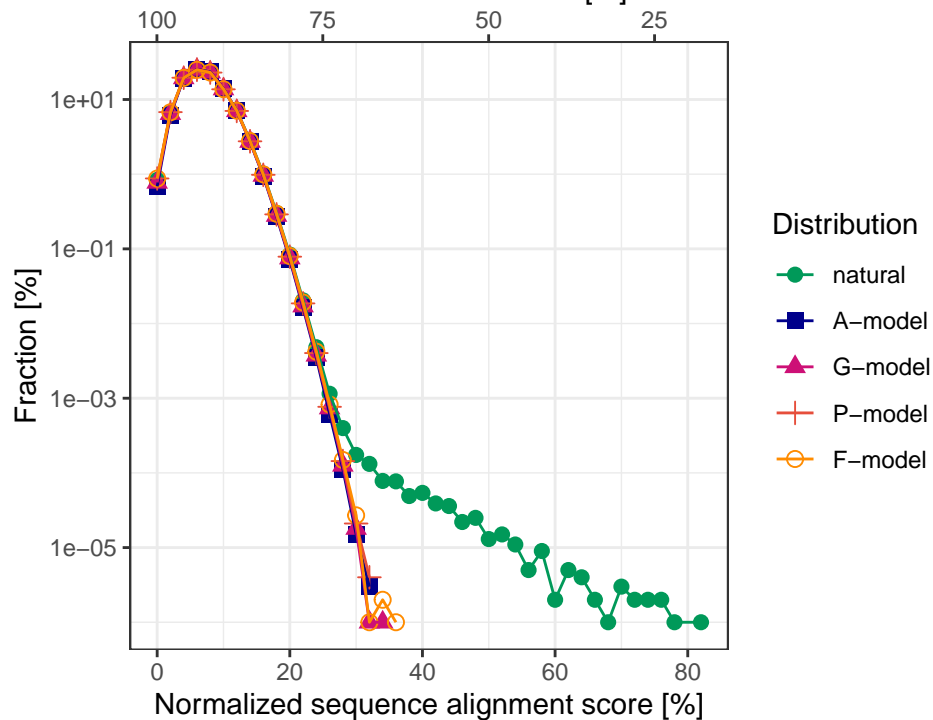 100 75 50 25
1e+01
1e−01
1e−03
1e−05
Fraction [%]
0 20 40 60 80
Normalized sequence alignment score [%]
Distribution
natural
A−model
G−model
P−model
F−model